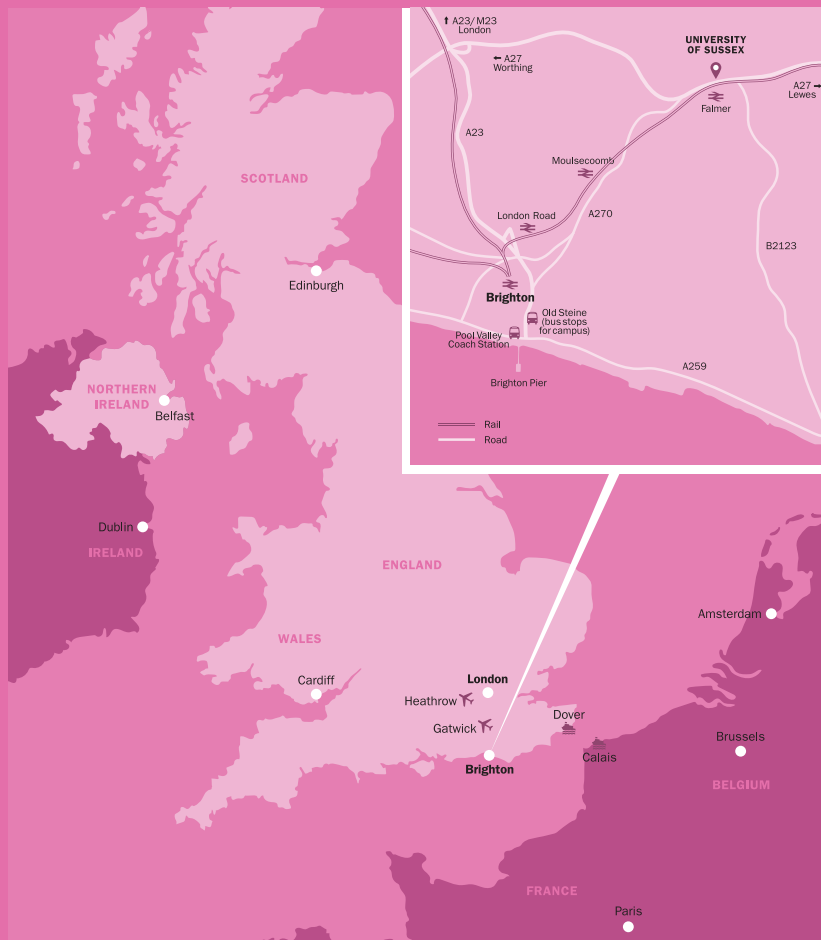 A23/M23
London
A27
Worthing
UNIVERSITY
OF SUSSEX
A27
Lewes
Falmer
A23
Moulsecoomb
London Road
A270
B2123
Brighton
Old Steine
(bus stops
for campus)
Pool Valley
Coach Station
A259
Brighton Pier
Rail
Road
SCOTLAND
Edinburgh
NORTHERN
IRELAND
Belfast
Dublin
IRELAND
ENGLAND
WALES
Cardiff
London
Heathrow
Gatwick
Brighton
Dover
Calais
Amsterdam
Brussels
BELGIUM
FRANCE
Paris